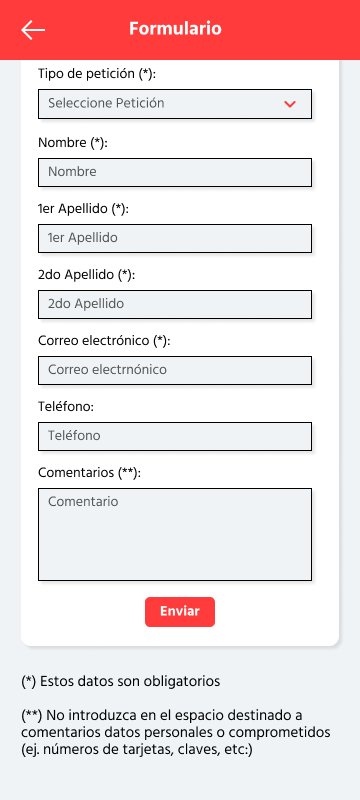 Formulario
Tipo de petición (*):
Seleccione Petición
Nombre (*):
Nombre
1er Apellido (*):
1er Apellido
2do Apellido (*):
2do Apellido
Correo electrónico (*):
Correo electrnónico
Teléfono:
Teléfono
Comentarios (**):
Comentario
Enviar
(*) Estos datos son obligatorios
(**) No introduzca en el espacio destinado a
comentarios datos personales o comprometidos
(ej. números de tarjetas, claves, etc:)